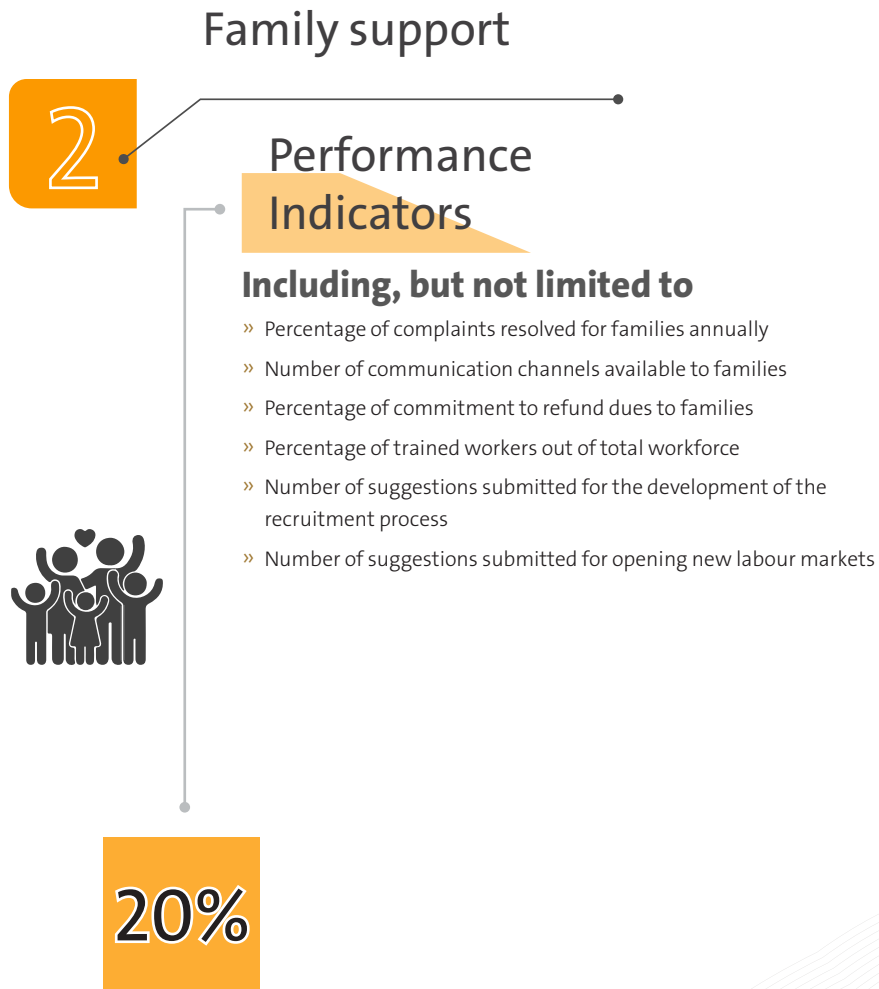 Family support
2
Performance
Indicators
Including, but not limited to
» Percentage of complaints resolved for families annually
» Number of communication channels available to families
» Percentage of commitment to refund dues to families
» Percentage of trained workers out of total workforce
» Number of suggestions submitted for the development of the
recruitment process
» Number of suggestions submitted for opening new labour markets
20%